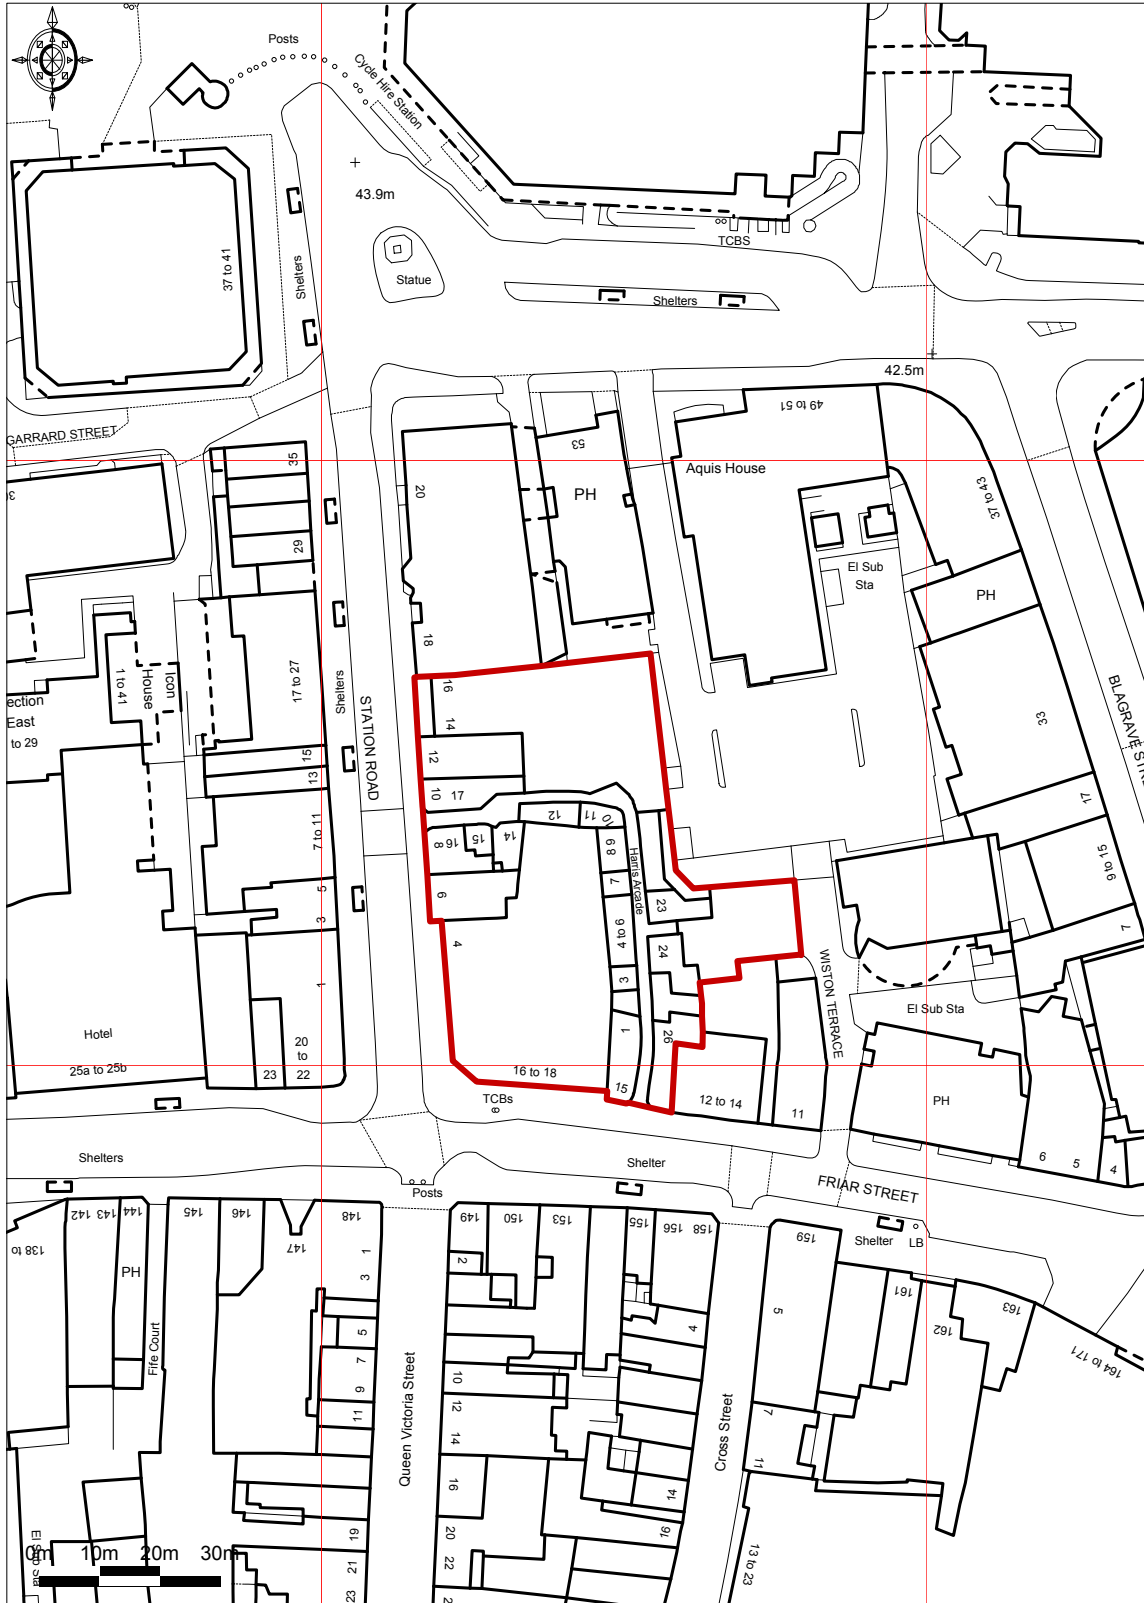 Posts
Cycle Hire Station
43.9m
37 to 41
Shelters
Statue
TCBS
Shelters
42.5m
GARRARD STREET
49 to 51
53
PH
Aquis House
35
29
20
18
37 to 43
El Sub
Sta
PH
33
BLAGRAVE STRE
17
9 to 15
7
ection
East
to 29
1 to 41
House
Icon
17 to 27
Shelters
STATION ROAD
15
13
7 to 11
5
3
1
16
14
12
10
17
12
11
10
16
8
15
14
9
8
7
6
4
4 to 6
3
1
Harris Arcade
23
24
26
15
16 to 18
12 to 14
11
WISTON TERRACE
El Sub Sta
PH
6
5
4
Hotel
25a to 25b
23
20
to
22
TCBs
Shelters
Posts
Shelter
FRIAR STREET
Shelter
LB
138 to
142
143
144
145
146
147
148
149
150
153
155
156
158
159
161
162
163
164 to 171
PH
Fife Court
1
3
5
7
9
11
19
21
23
Queen Victoria Street
2
10
12
14
16
20
22
4
14
16
Cross Street
5
7
11
13 to 23
El Sub Sta
0m
10m
20m
30m